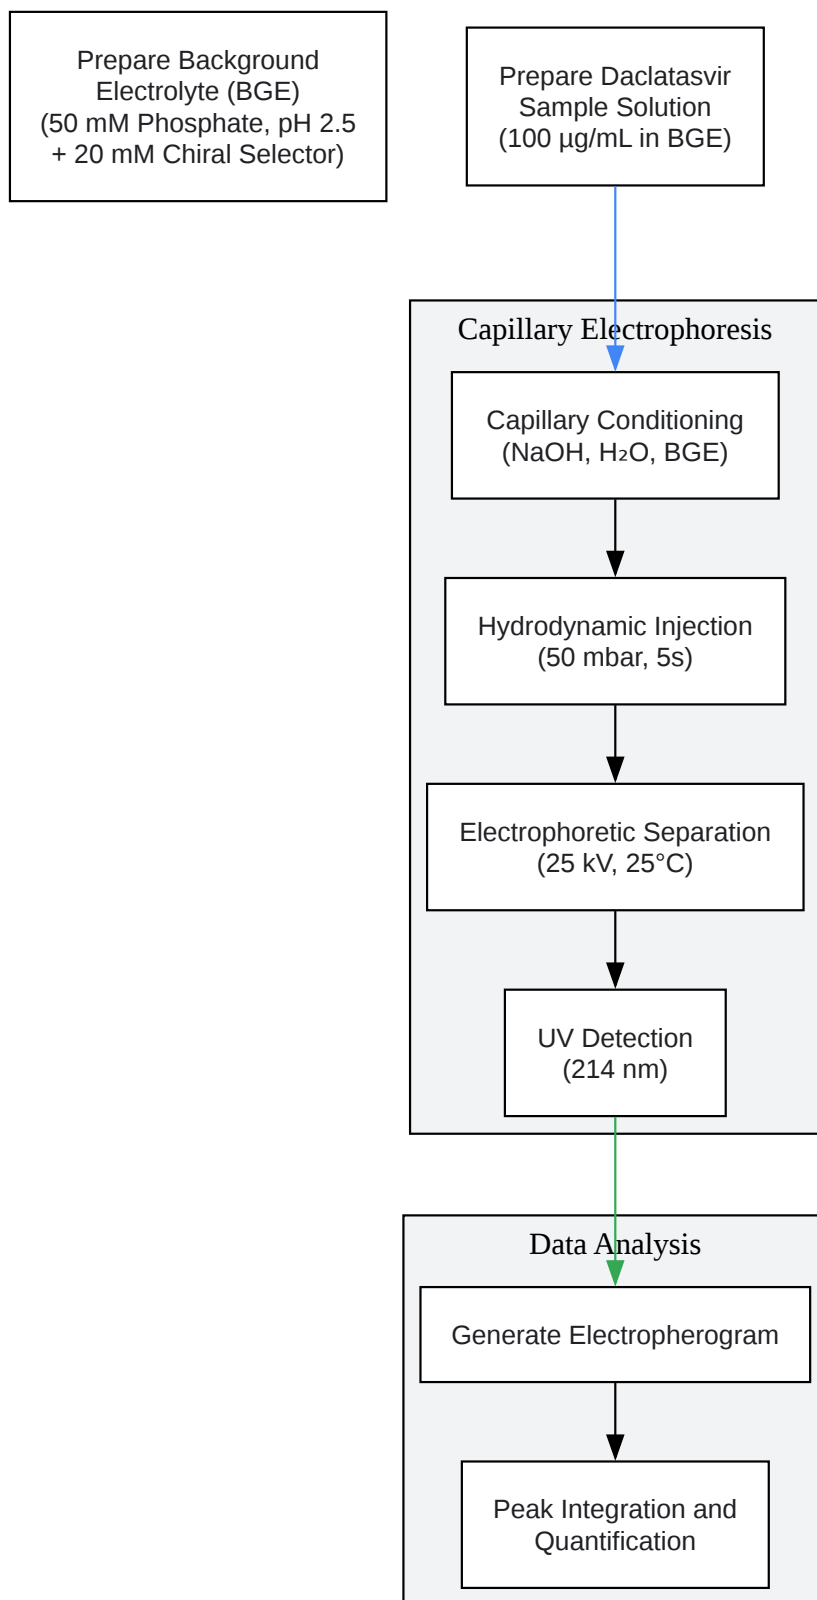 Prepare Background
Electrolyte (BGE)
(50 mM Phosphate, pH 2.5
+ 20 mM Chiral Selector)
Prepare Daclatasvir
Sample Solution
(100 µg/mL in BGE)
Capillary Electrophoresis
Capillary Conditioning
(NaOH, H₂O, BGE)
Hydrodynamic Injection
(50 mbar, 5s)
Electrophoretic Separation
(25 kV, 25°C)
UV Detection
(214 nm)
Data Analysis
Generate Electropherogram
Peak Integration and
Quantification